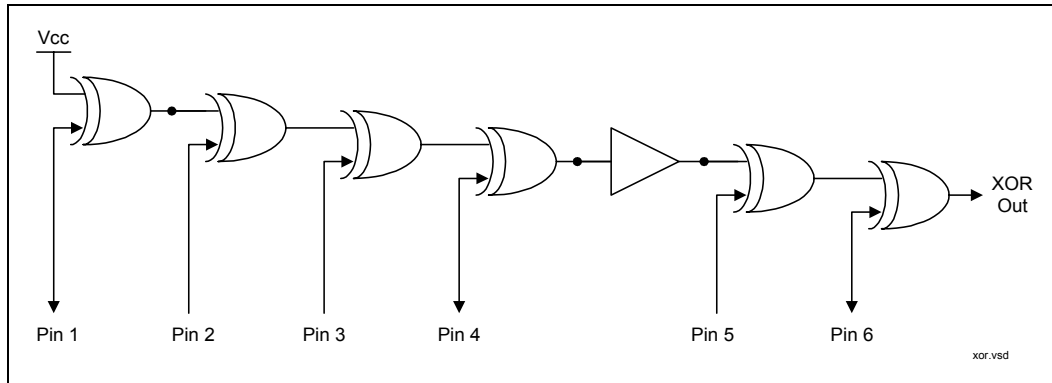 Vcc
XOR
Out
Pin 1
Pin 2
Pin 3
Pin 4
Pin 5
Pin 6
xor.vsd